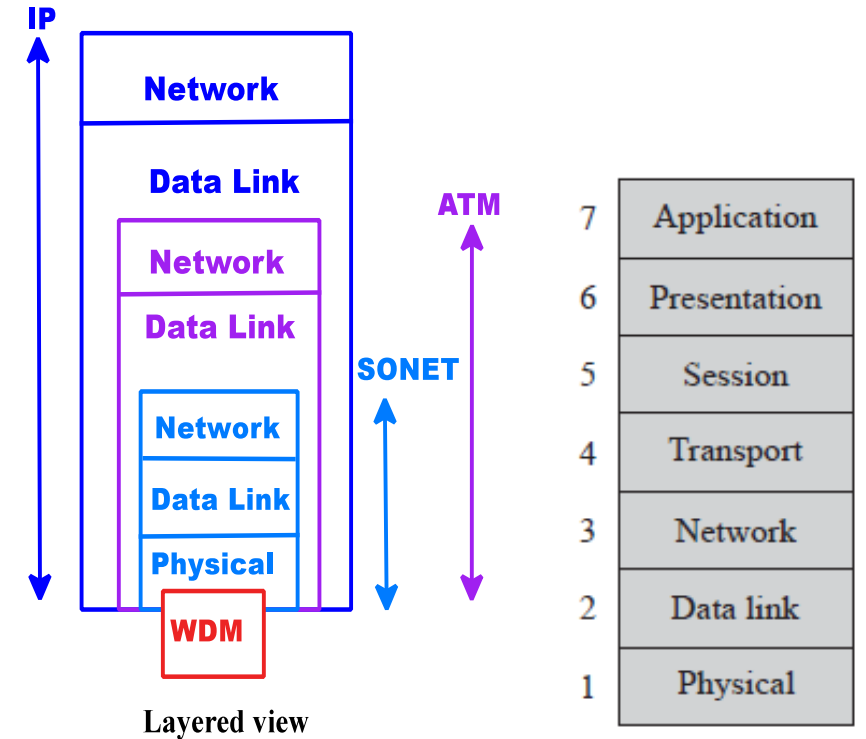 IP
Network
Data Link
ATM
Network
Data Link
SONET
Network
Data Link
Physical
WDM
Layered view
7 Application
6 Presentation
5 Session
4 Transport
3 Network
2 Data link
1 Physical